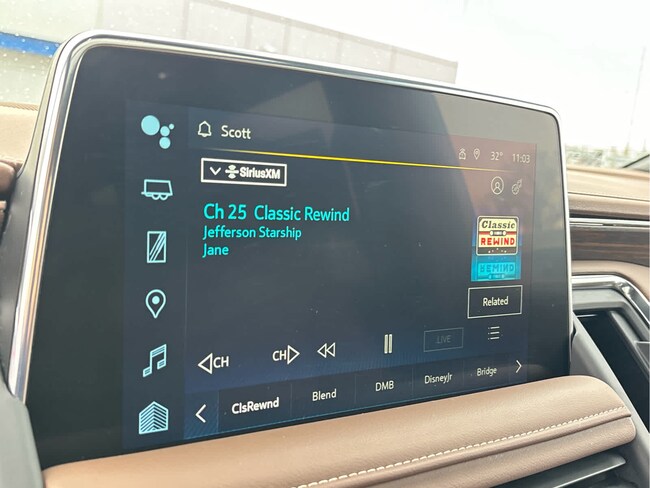 Scott
32° 11:03
SiriusXM
Ch 25 Classic Rewind
Jefferson Starship
Jane
Classic
REWIND
Related
CH
CH
LIVE
ClsRewnd Blend DMB DisneyJr Bridge